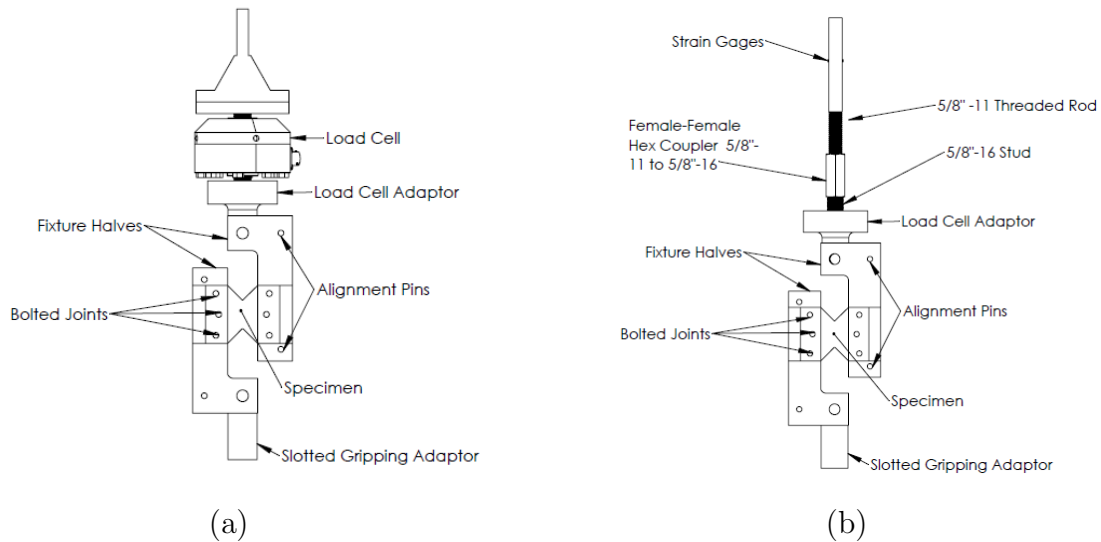 Load Cell
Load Cell Adaptor
Fixture Halves
Alignment Pins
Bolted Joints
Specimen
Slotted Gripping Adaptor
(a)
Strain Gages
5/8" -11 Threaded Rod
Female-Female
Hex Coupler 5/8"-
11 to 5/8"-16
5/8"-16 Stud
Load Cell Adaptor
Fixture Halves
Alignment Pins
Bolted Joints
Specimen
Slotted Gripping Adaptor
(b)